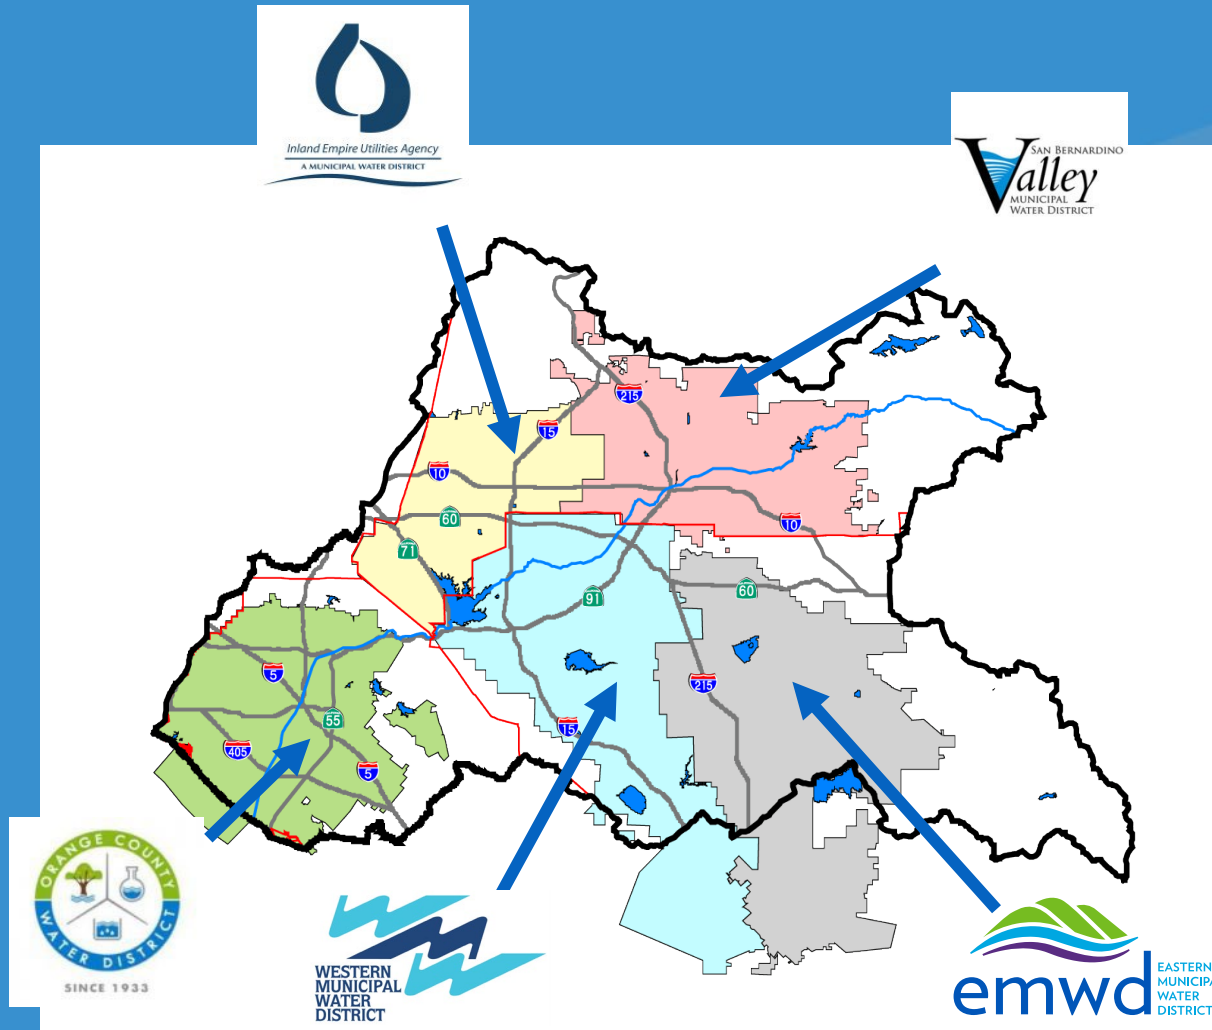 Inland Empire Utilities Agency
A MUNICIPAL WATER DISTRICT
SAN BERNARDINO
Valley
MUNICIPAL
WATER DISTRICT
215
15
10
60
10
71
91
60
5
215
55
15
405
5
ORANGE COUNTY
WATER DISTRICT
SINCE 1933
WESTERN
MUNICIPAL
WATER
DISTRICT
emwd
EASTERN
MUNICIPA
WATER
DISTRICT